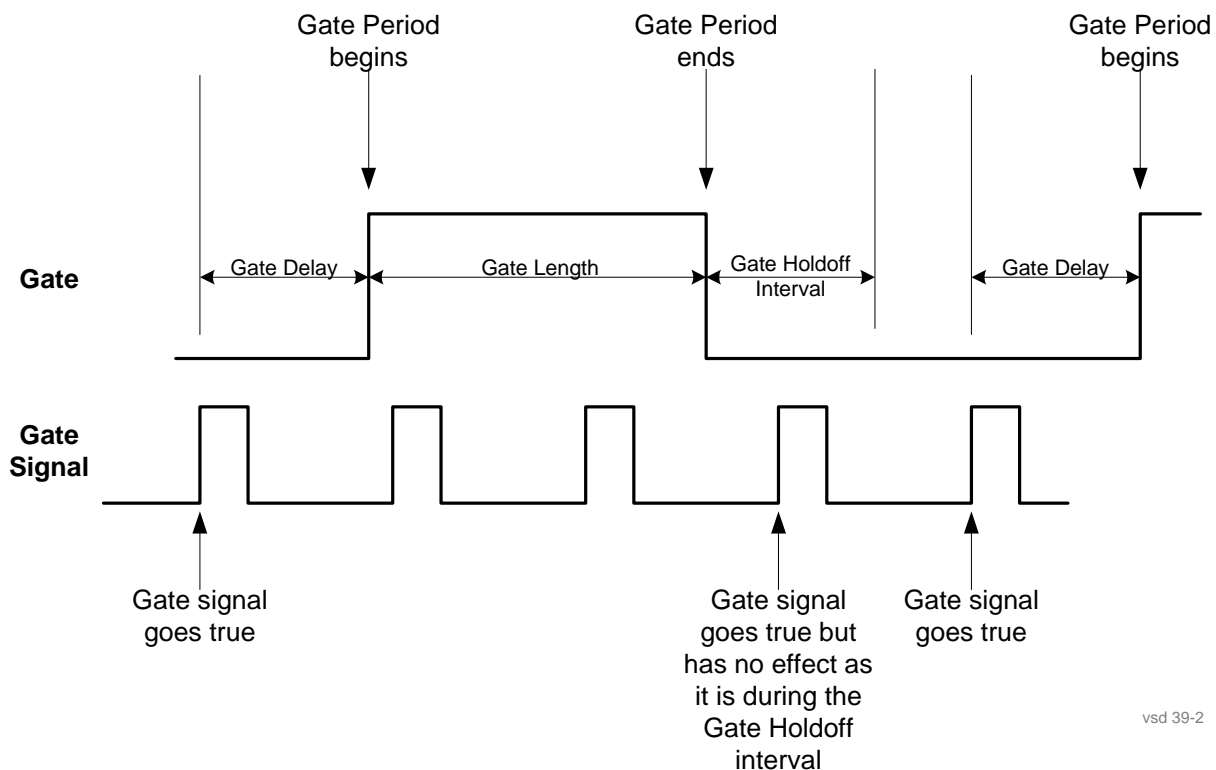 Gate Period
begins
Gate Period
ends
Gate Period
begins
Gate
Gate Delay
Gate Length
Gate Holdoff
Interval
Gate Delay
Gate
Signal
Gate signal
goes true
Gate signal
goes true but
has no effect as
it is during the
Gate Holdoff
interval
Gate signal
goes true
vsd 39-2